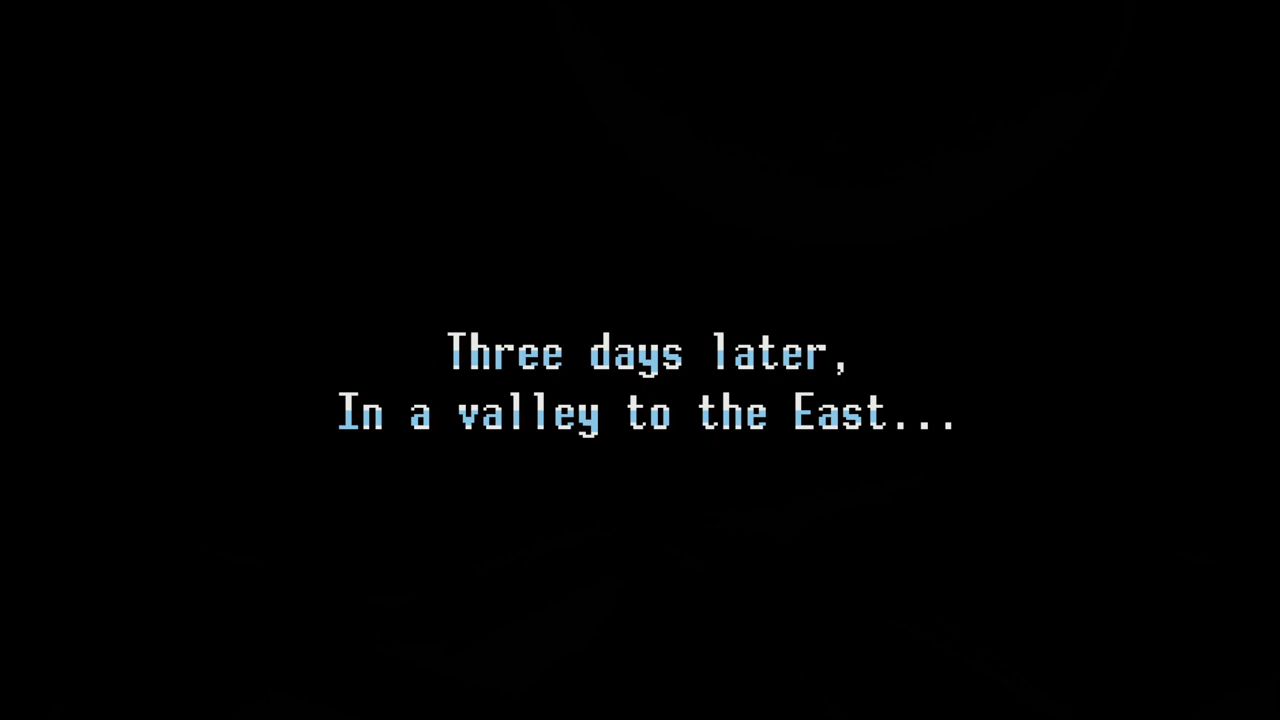 Three days later,
In a valley to the East...